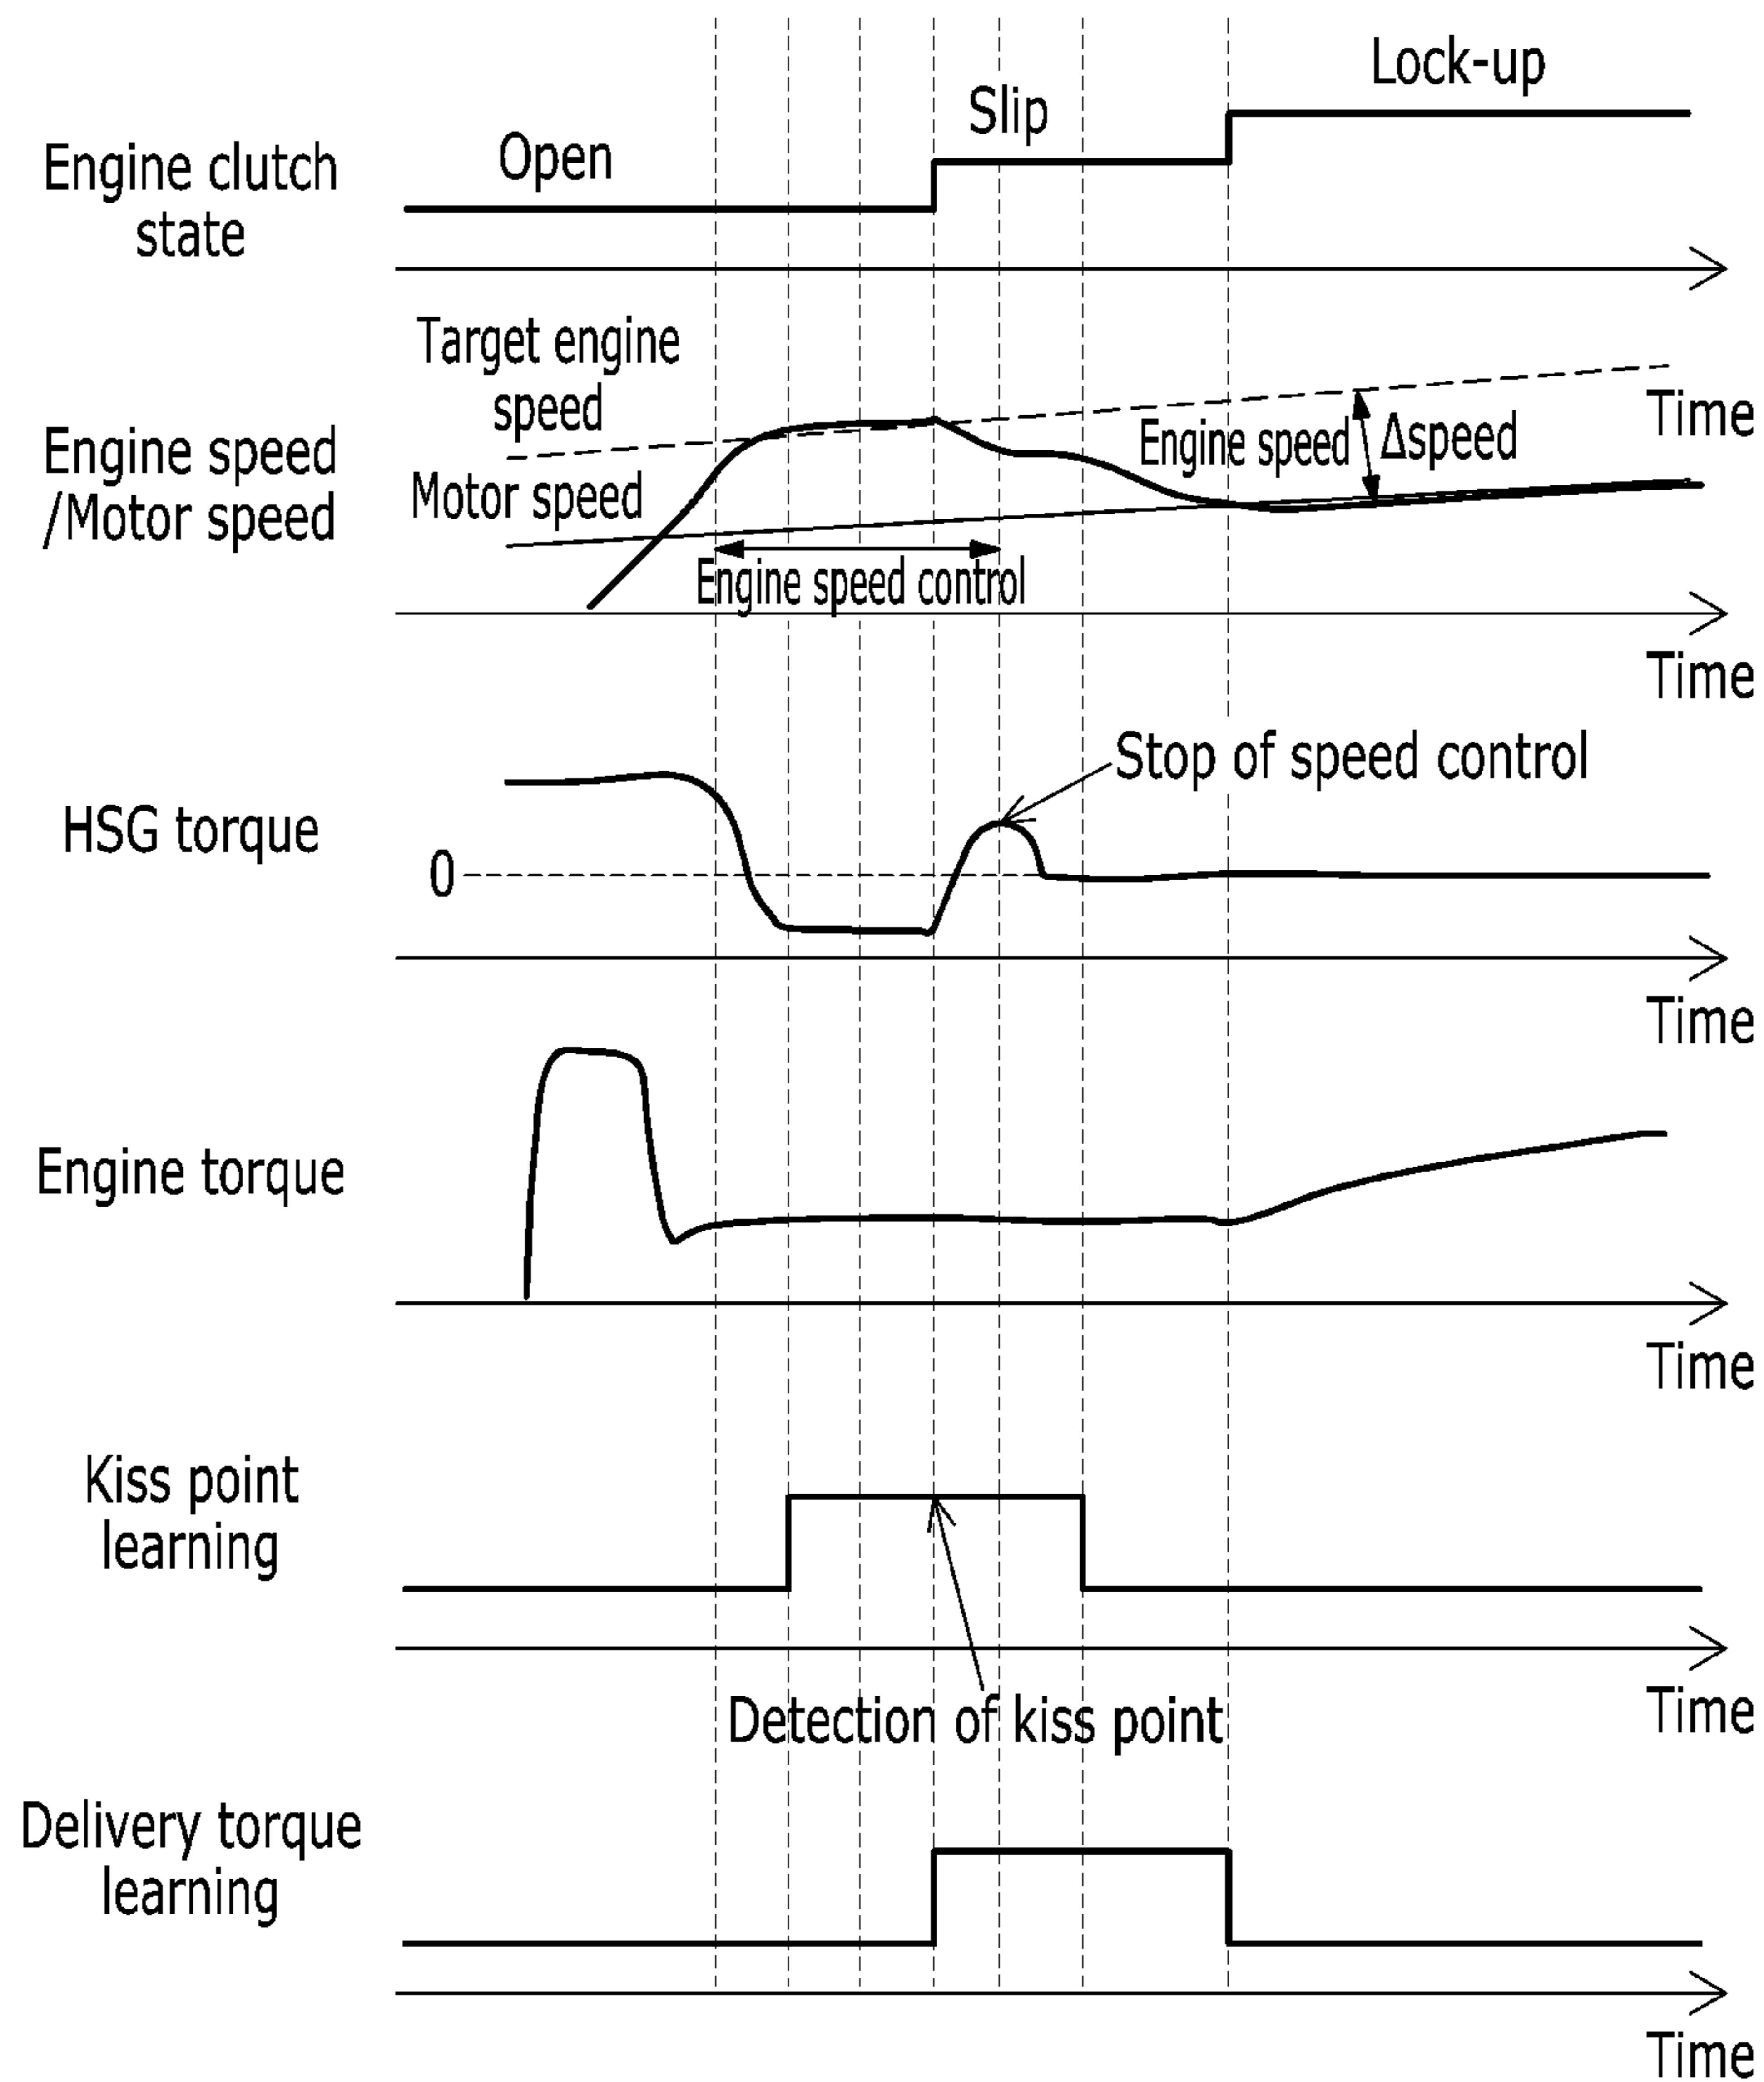 Lock-up
Slip
Open
Engine clutch
state
Time
Target engine
speed
Engine speed
Δspeed
Engine speed
/Motor speed
Motor speed
Engine speed control
Time
Stop of speed control
HSG torque
0
Time
Engine torque
Time
Kiss point
learning
Detection of kiss point
Time
Delivery torque
learning
Time